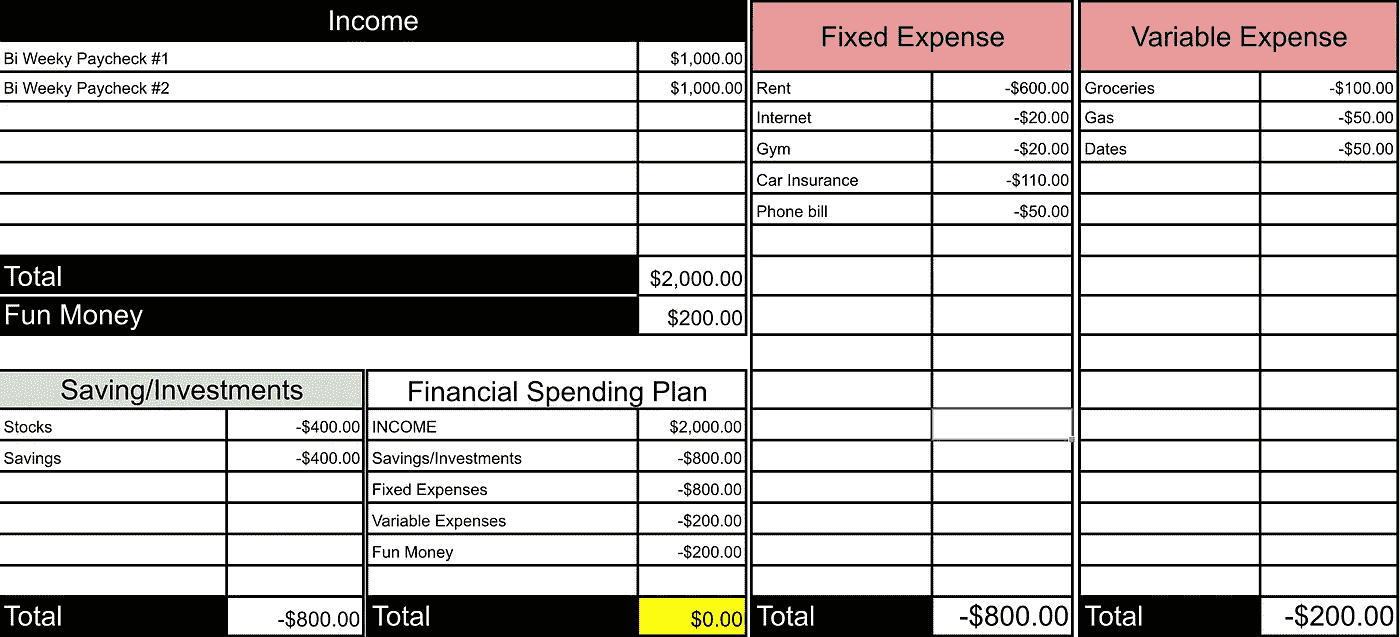 Income
Bi Weeky Paycheck #1 $1,000.00
Bi Weeky Paycheck #2 $1,000.00
Total $2,000.00
Fun Money $200.00
Saving/Investments
Stocks -$400.00
Savings -$400.00
Total -$800.00
Financial Spending Plan
INCOME $2,000.00
Savings/Investments -$800.00
Fixed Expenses -$800.00
Variable Expenses -$200.00
Fun Money -$200.00
Total $0.00
Fixed Expense
Rent -$600.00
Internet -$20.00
Gym -$20.00
Car Insurance -$110.00
Phone bill -$50.00
Total -$800.00
Variable Expense
Groceries -$100.00
Gas -$50.00
Dates -$50.00
Total -$200.00